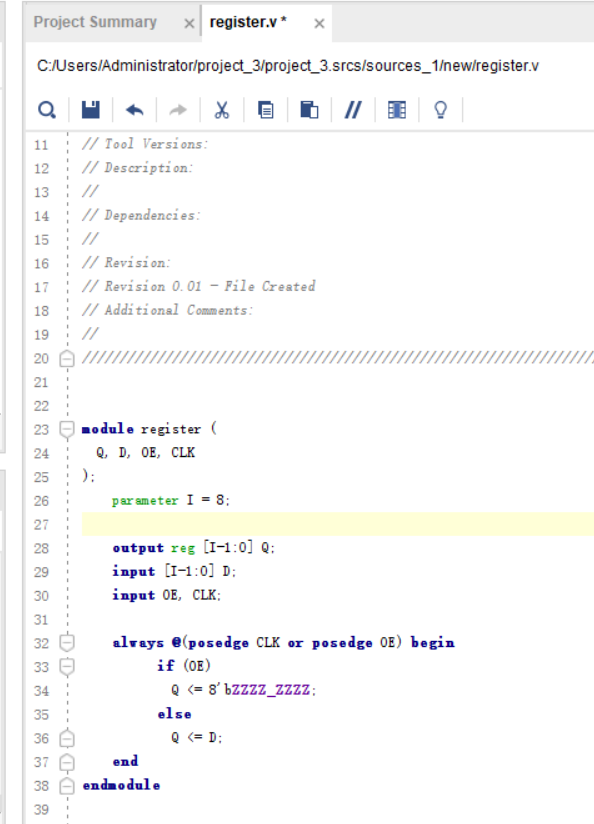 Project Summary × register.v * ×
C:/Users/Administrator/project_3/project_3.srcs/sources_1/new/register.v
11 // Tool Versions:
12 // Description:
13 //
14 // Dependencies:
15 //
16 // Revision:
17 // Revision 0.01 - File Created
18 // Additional Comments:
19 //
20 //////////////////////////////////////////////////////////////////////
21
22
23 module register (
24 Q, D, OE, CLK
25 );
26 parameter I = 8;
27
28 output reg [I-1:0] Q;
29 input [I-1:0] D;
30 input OE, CLK;
31
32 always @(posedge CLK or posedge OE) begin
33 if (OE)
34 Q <= 8'bZZZZ_ZZZZ;
35 else
36 Q <= D;
37 end
38 endmodule
39